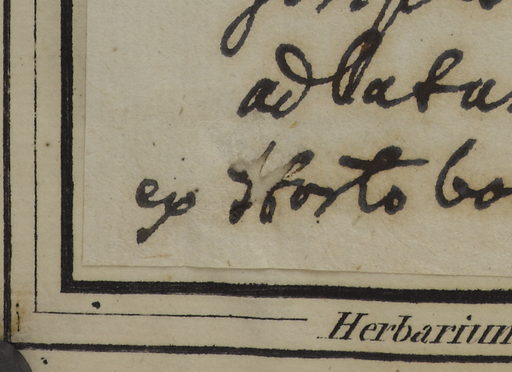 adlatu
ex Horto bo
Herbarium